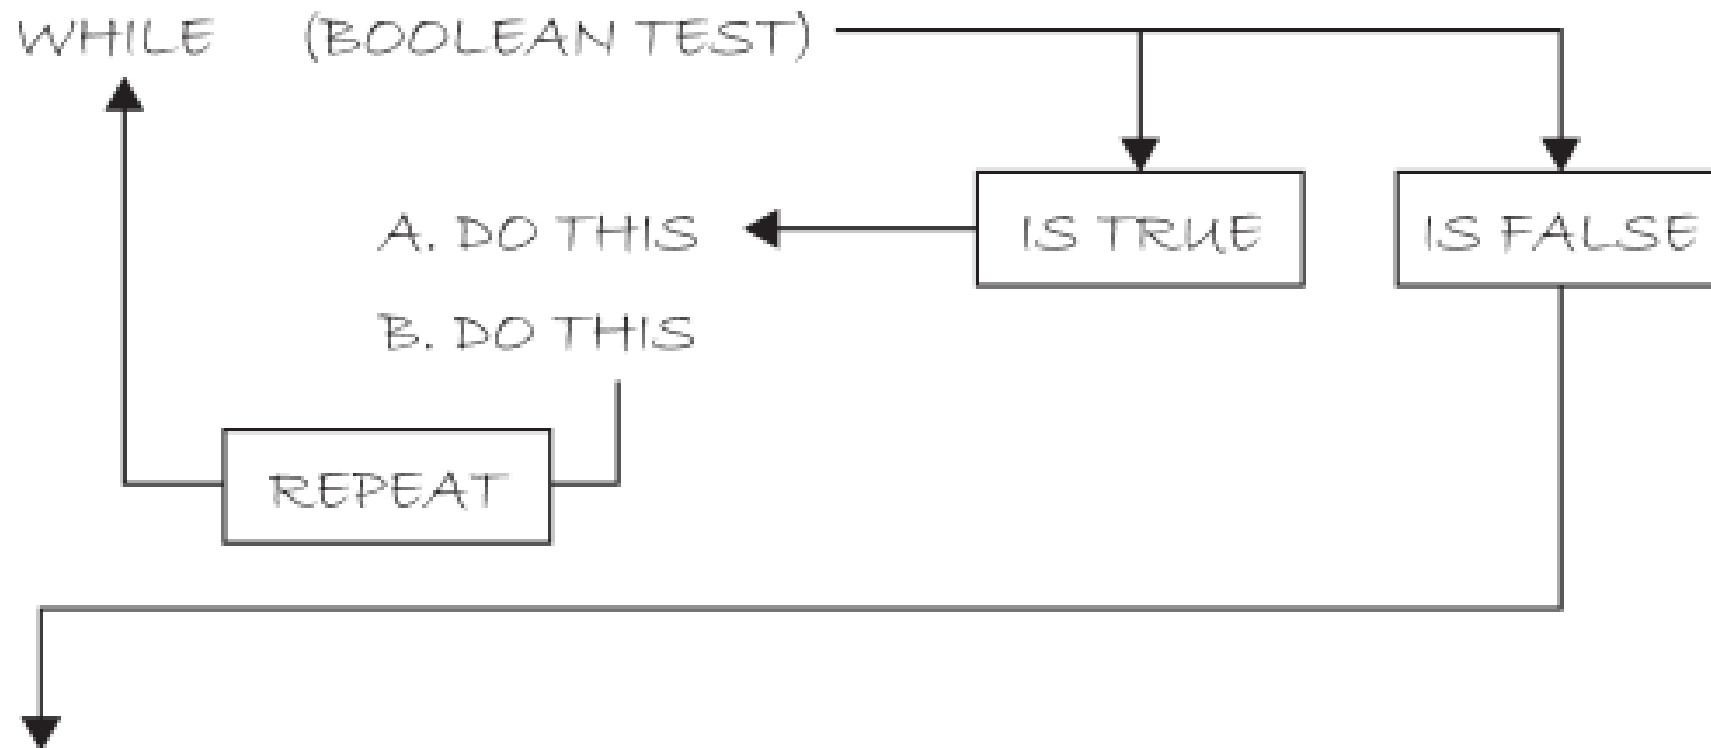 WHILE (BOOLEAN TEST)
A. DO THIS
IS TRUE
IS FALSE
B. DO THIS
REPEAT